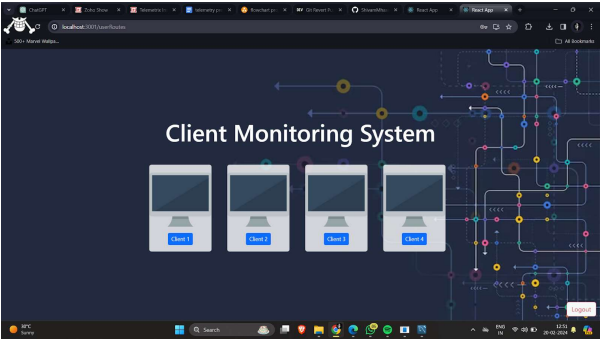 ChatGPT
Zoho Show
Telemetrix
telemetry
flowchart
Git Revert
React App
React App
localhost:3001/userRoutes
500+ Marvel Wallpa...
All Bookmarks
Client Monitoring System
Client 1
Client 2
Client 3
Client 4
Logout
30°C
Sunny
Search
ENG
IN
12:51
20-02-2024